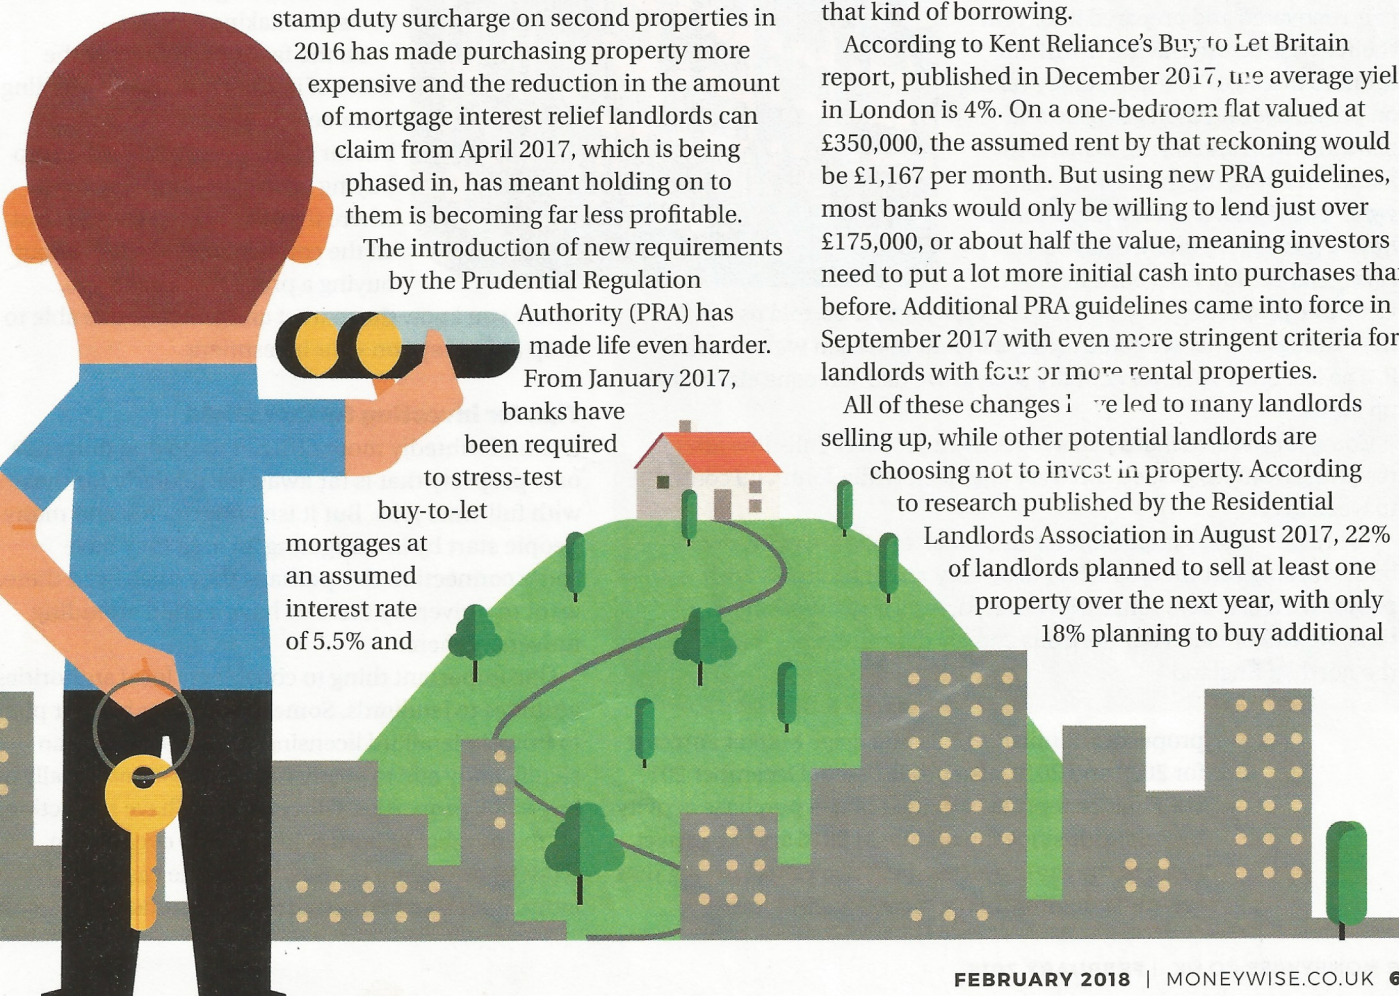 stamp duty surcharge on second properties in
2016 has made purchasing property more
expensive and the reduction in the amount
of mortgage interest relief landlords can
claim from April 2017, which is being
phased in, has meant holding on to
them is becoming far less profitable.
The introduction of new requirements
by the Prudential Regulation
Authority (PRA) has
made life even harder.
From January 2017,
banks have
been required
to stress-test
buy-to-let
mortgages at
an assumed
interest rate
of 5.5% and
that kind of borrowing.
According to Kent Reliance's Buy to Let Britain
report, published in December 2017, the average yiel
in London is 4%. On a one-bedroom flat valued at
£350,000, the assumed rent by that reckoning would
be £1,167 per month. But using new PRA guidelines,
most banks would only be willing to lend just over
£175,000, or about half the value, meaning investors
need to put a lot more initial cash into purchases tha
before. Additional PRA guidelines came into force in
September 2017 with even more stringent criteria for
landlords with four or more rental properties.
All of these changes have led to many landlords
selling up, while other potential landlords are
choosing not to invest in property. According
to research published by the Residential
Landlords Association in August 2017, 22%
of landlords planned to sell at least one
property over the next year, with only
18% planning to buy additional
FEBRUARY 2018 | MONEYWISE.CO.UK